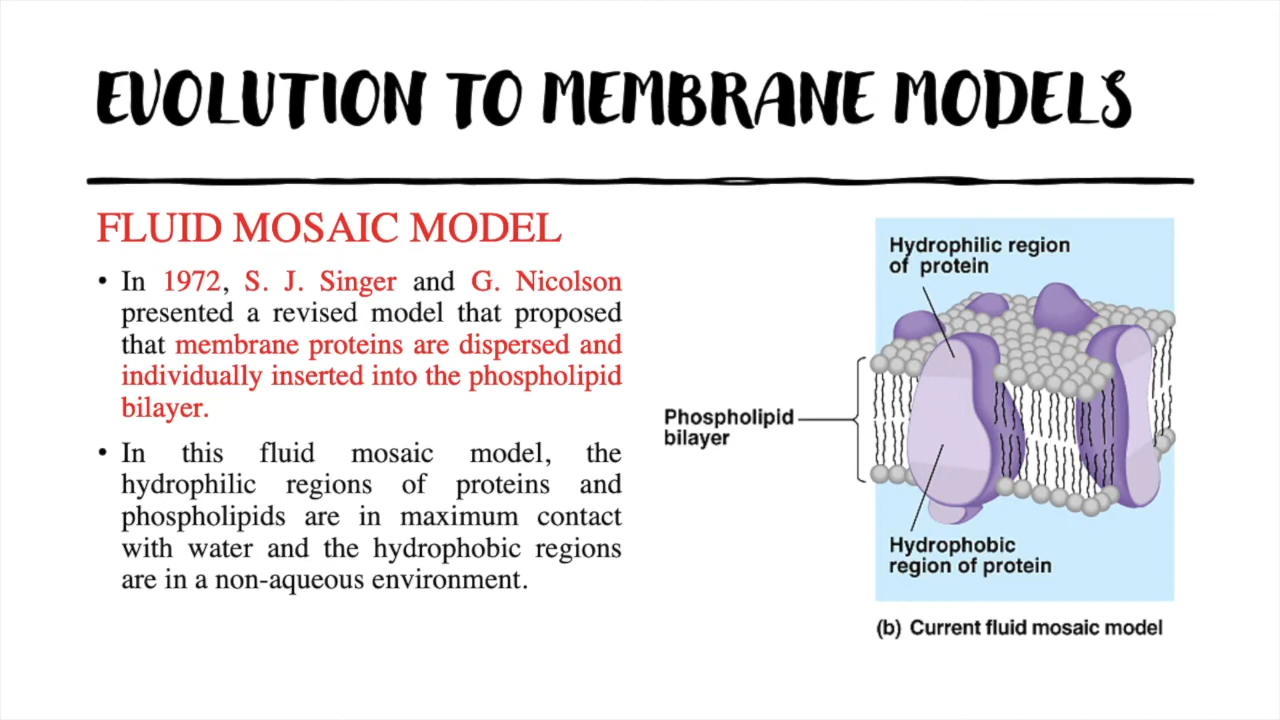 EVOLUTION TO MEMBRANE MODELS
FLUID MOSAIC MODEL
• In 1972, S. J. Singer and G. Nicolson
presented a revised model that proposed
that membrane proteins are dispersed and
individually inserted into the phospholipid
bilayer.
• In this fluid mosaic model, the
hydrophilic regions of proteins and
phospholipids are in maximum contact
with water and the hydrophobic regions
are in a non-aqueous environment.
Hydrophilic region
of protein
Phospholipid
bilayer
Hydrophobic
region of protein
(b) Current fluid mosaic model